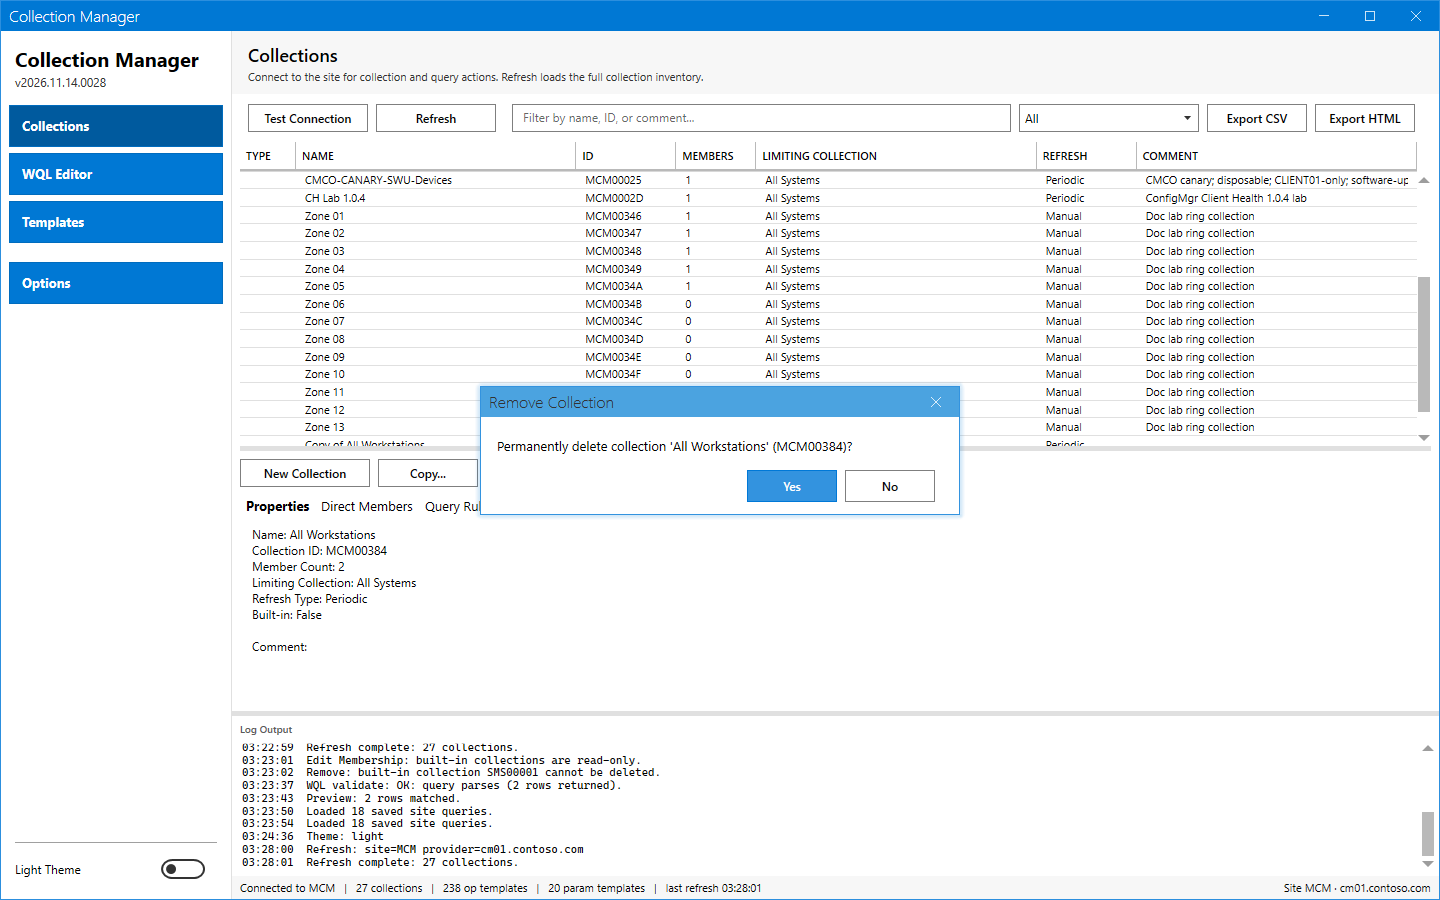 Collection Manager
Collection Manager
v2026.11.14.0028
Collections
WQL Editor
Templates
Options
Light Theme
Collections
Connect to the site for collection and query actions. Refresh loads the full collection inventory.
Test Connection Refresh Filter by name, ID, or comment... All Export CSV Export HTML
TYPE NAME ID MEMBERS LIMITING COLLECTION REFRESH COMMENT
CMCO-CANARY-SWU-Devices MCM00025 1 All Systems Periodic CMCO canary; disposable; CLIENT01-only; software-up
CH Lab 1.0.4 MCM0002D 1 All Systems Periodic ConfigMgr Client Health 1.0.4 lab
Zone 01 MCM00346 1 All Systems Manual Doc lab ring collection
Zone 02 MCM00347 1 All Systems Manual Doc lab ring collection
Zone 03 MCM00348 1 All Systems Manual Doc lab ring collection
Zone 04 MCM00349 1 All Systems Manual Doc lab ring collection
Zone 05 MCM0034A 1 All Systems Manual Doc lab ring collection
Zone 06 MCM0034B 0 All Systems Manual Doc lab ring collection
Zone 07 MCM0034C 0 All Systems Manual Doc lab ring collection
Zone 08 MCM0034D 0 All Systems Manual Doc lab ring collection
Zone 09 MCM0034E 0 All Systems Manual Doc lab ring collection
Zone 10 MCM0034F 0 All Systems Manual Doc lab ring collection
Zone 11 Manual Doc lab ring collection
Zone 12 Manual Doc lab ring collection
Zone 13 Manual Doc lab ring collection
Copy of All Workstations Periodic
Remove Collection
Permanently delete collection 'All Workstations' (MCM00384)?
Yes No
New Collection Copy...
Properties Direct Members Query Ru
Name: All Workstations
Collection ID: MCM00384
Member Count: 2
Limiting Collection: All Systems
Refresh Type: Periodic
Built-in: False
Comment:
Log Output
03:22:59 Refresh complete: 27 collections.
03:23:01 Edit Membership: built-in collections are read-only.
03:23:02 Remove: built-in collection SMS00001 cannot be deleted.
03:23:37 WQL validate: OK: query parses (2 rows returned).
03:23:43 Preview: 2 rows matched.
03:23:50 Loaded 18 saved site queries.
03:23:54 Loaded 18 saved site queries.
03:24:36 Theme: light
03:28:00 Refresh: site=MCM provider=cm01.contoso.com
03:28:01 Refresh complete: 27 collections.
Connected to MCM | 27 collections | 238 op templates | 20 param templates | last refresh 03:28:01 Site MCM · cm01.contoso.com